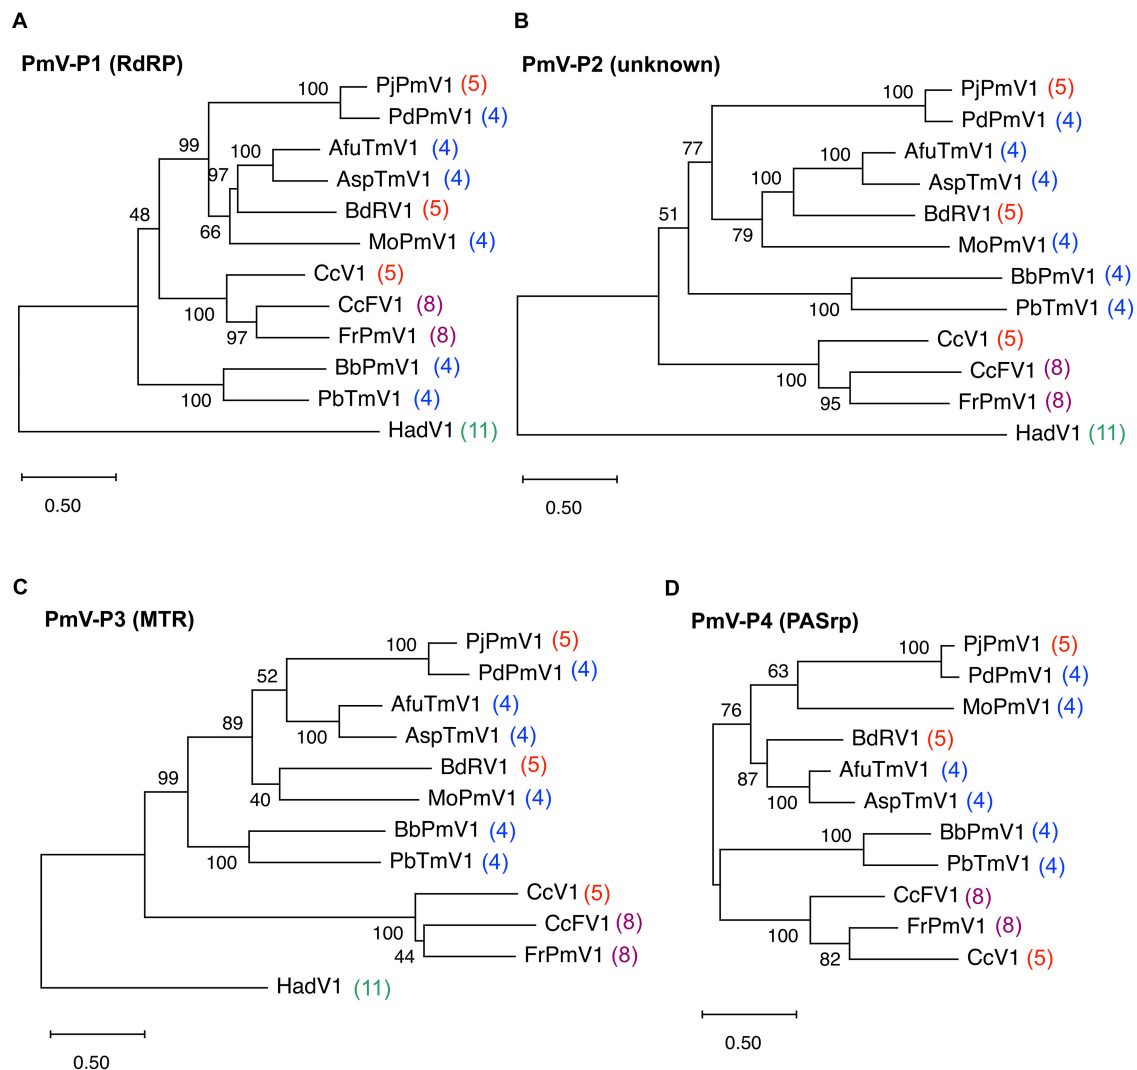 A
PmV-P1 (RdRP)
100
PjPmV1 (5)
PdPmV1 (4)
99
100
AfuTmV1 (4)
97
AspTmV1 (4)
BdRV1 (5)
48
66
MoPmV1 (4)
CcV1 (5)
100
CcFV1 (8)
97
FrPmV1 (8)
BbPmV1 (4)
100
PbTmV1 (4)
HadV1 (11)
0.50
B
PmV-P2 (unknown)
100
PjPmV1 (5)
PdPmV1 (4)
77
100
AfuTmV1 (4)
100
AspTmV1 (4)
BdRV1 (5)
51
79
MoPmV1 (4)
BbPmV1 (4)
100
PbTmV1 (4)
CcV1 (5)
100
CcFV1 (8)
95
FrPmV1 (8)
HadV1 (11)
0.50
C
PmV-P3 (MTR)
100
PjPmV1 (5)
PdPmV1 (4)
52
AfuTmV1 (4)
89
100
AspTmV1 (4)
BdRV1 (5)
99
40
MoPmV1 (4)
BbPmV1 (4)
100
PbTmV1 (4)
CcV1 (5)
100
CcFV1 (8)
44
FrPmV1 (8)
HadV1 (11)
0.50
D
PmV-P4 (PASrp)
100
PjPmV1 (5)
63
PdPmV1 (4)
MoPmV1 (4)
76
BdRV1 (5)
87
AfuTmV1 (4)
100
AspTmV1 (4)
100
BbPmV1 (4)
PbTmV1 (4)
CcFV1 (8)
100
FrPmV1 (8)
82
CcV1 (5)
0.50